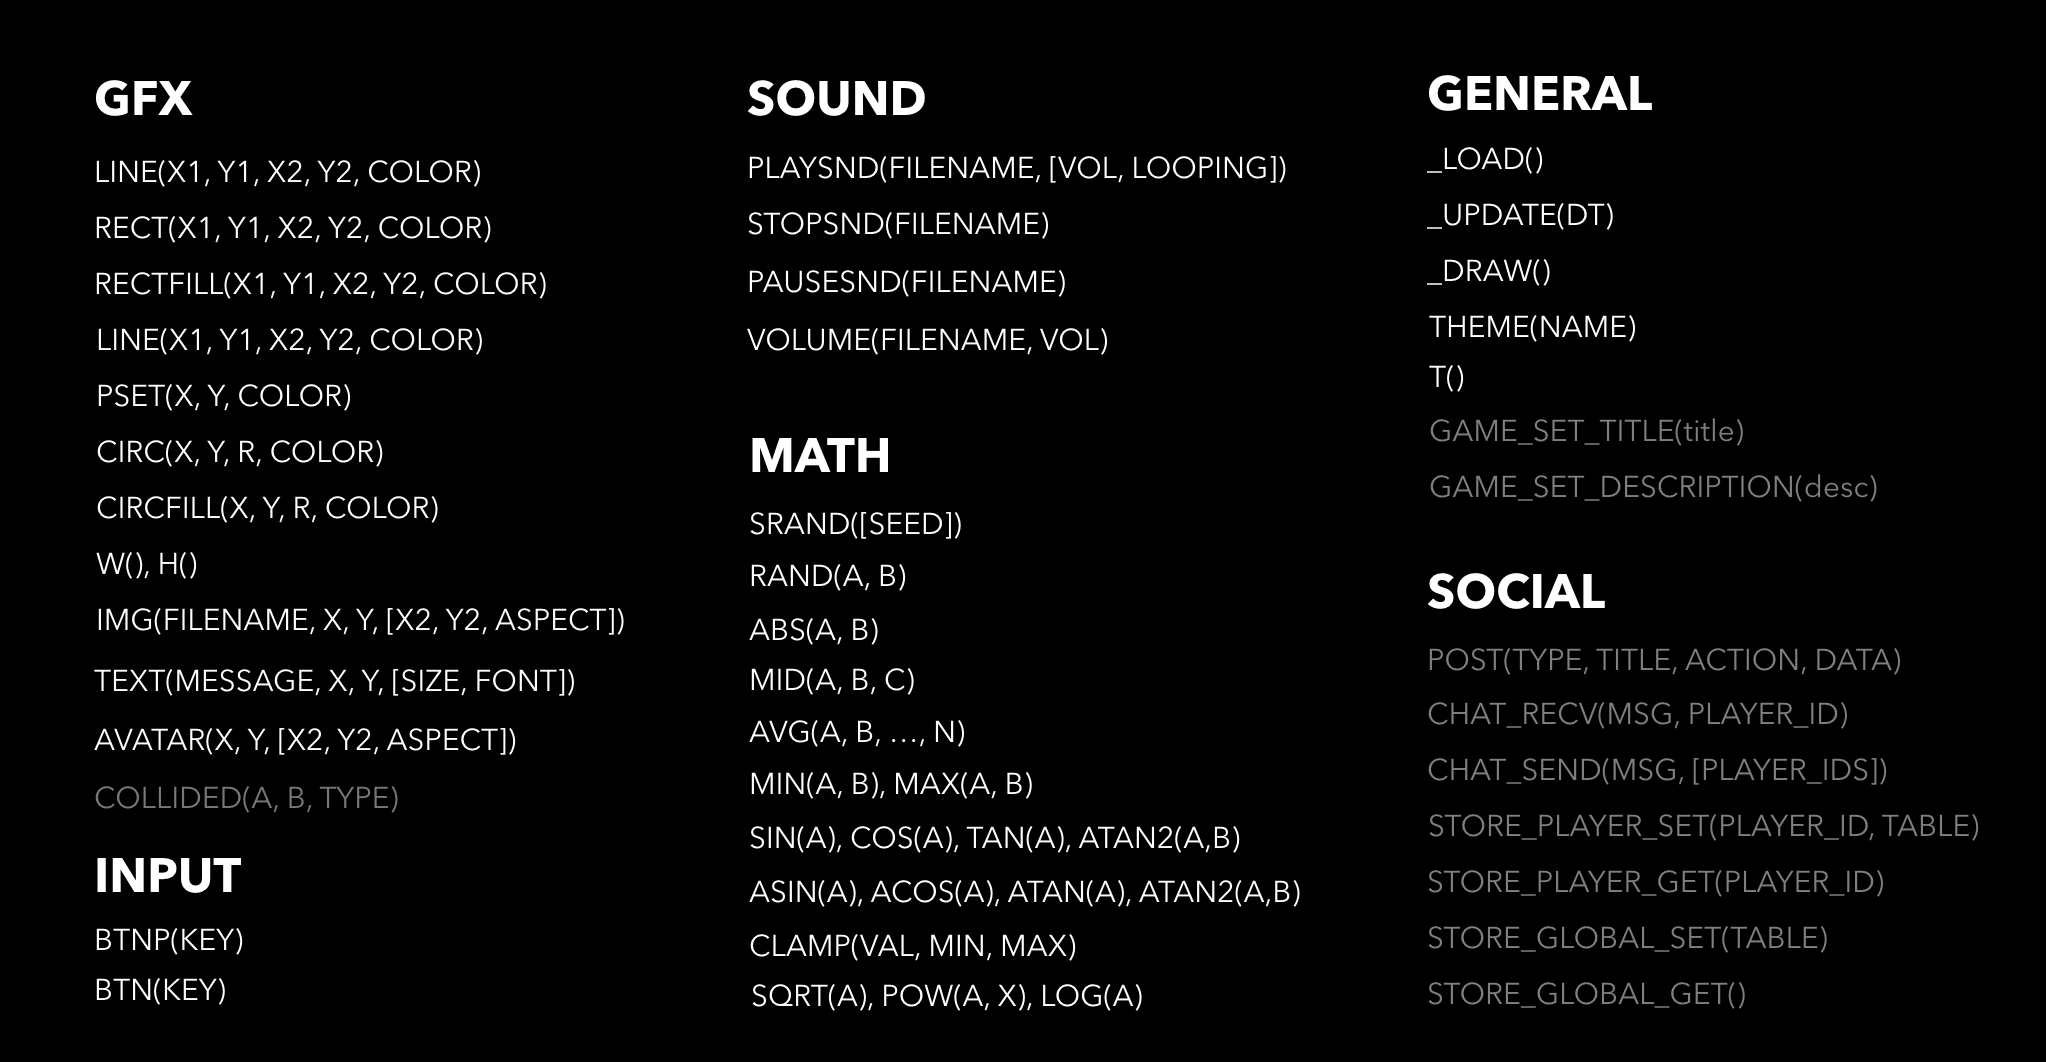 GFX
LINE(X1, Y1, X2, Y2, COLOR)
RECT(X1, Y1, X2, Y2, COLOR)
RECTFILL(X1, Y1, X2, Y2, COLOR)
LINE(X1, Y1, X2, Y2, COLOR)
PSET(X, Y, COLOR)
CIRC(X, Y, R, COLOR)
CIRCFILL(X, Y, R, COLOR)
W(), H()
IMG(FILENAME, X, Y, [X2, Y2, ASPECT])
TEXT(MESSAGE, X, Y, [SIZE, FONT])
AVATAR(X, Y, [X2, Y2, ASPECT])
COLLIDED(A, B, TYPE)
INPUT
BTNP(KEY)
BTN(KEY)
SOUND
PLAYSND(FILENAME, [VOL, LOOPING])
STOPSND(FILENAME)
PAUSESND(FILENAME)
VOLUME(FILENAME, VOL)
MATH
SRAND([SEED])
RAND(A, B)
ABS(A, B)
MID(A, B, C)
AVG(A, B, …, N)
MIN(A, B), MAX(A, B)
SIN(A), COS(A), TAN(A), ATAN2(A,B)
ASIN(A), ACOS(A), ATAN(A), ATAN2(A,B)
CLAMP(VAL, MIN, MAX)
SQRT(A), POW(A, X), LOG(A)
GENERAL
_LOAD()
_UPDATE(DT)
_DRAW()
THEME(NAME)
T()
GAME_SET_TITLE(title)
GAME_SET_DESCRIPTION(desc)
SOCIAL
POST(TYPE, TITLE, ACTION, DATA)
CHAT_RECV(MSG, PLAYER_ID)
CHAT_SEND(MSG, [PLAYER_IDS])
STORE_PLAYER_SET(PLAYER_ID, TABLE)
STORE_PLAYER_GET(PLAYER_ID)
STORE_GLOBAL_SET(TABLE)
STORE_GLOBAL_GET()